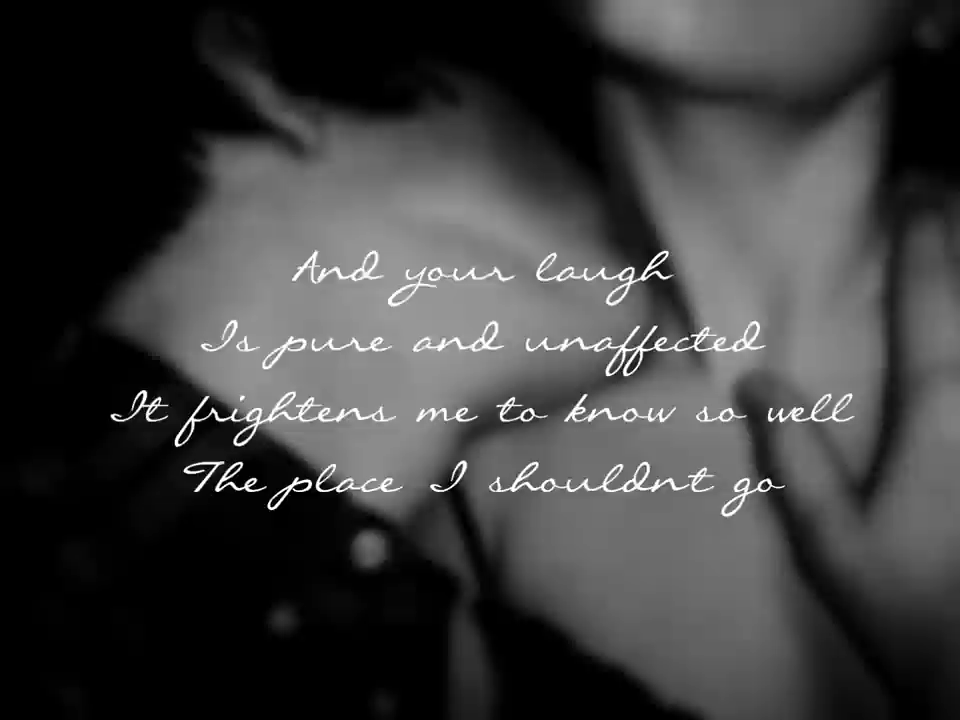 And your laugh
Is pure and unaffected
It frightens me to know so well
The place I shouldnt go